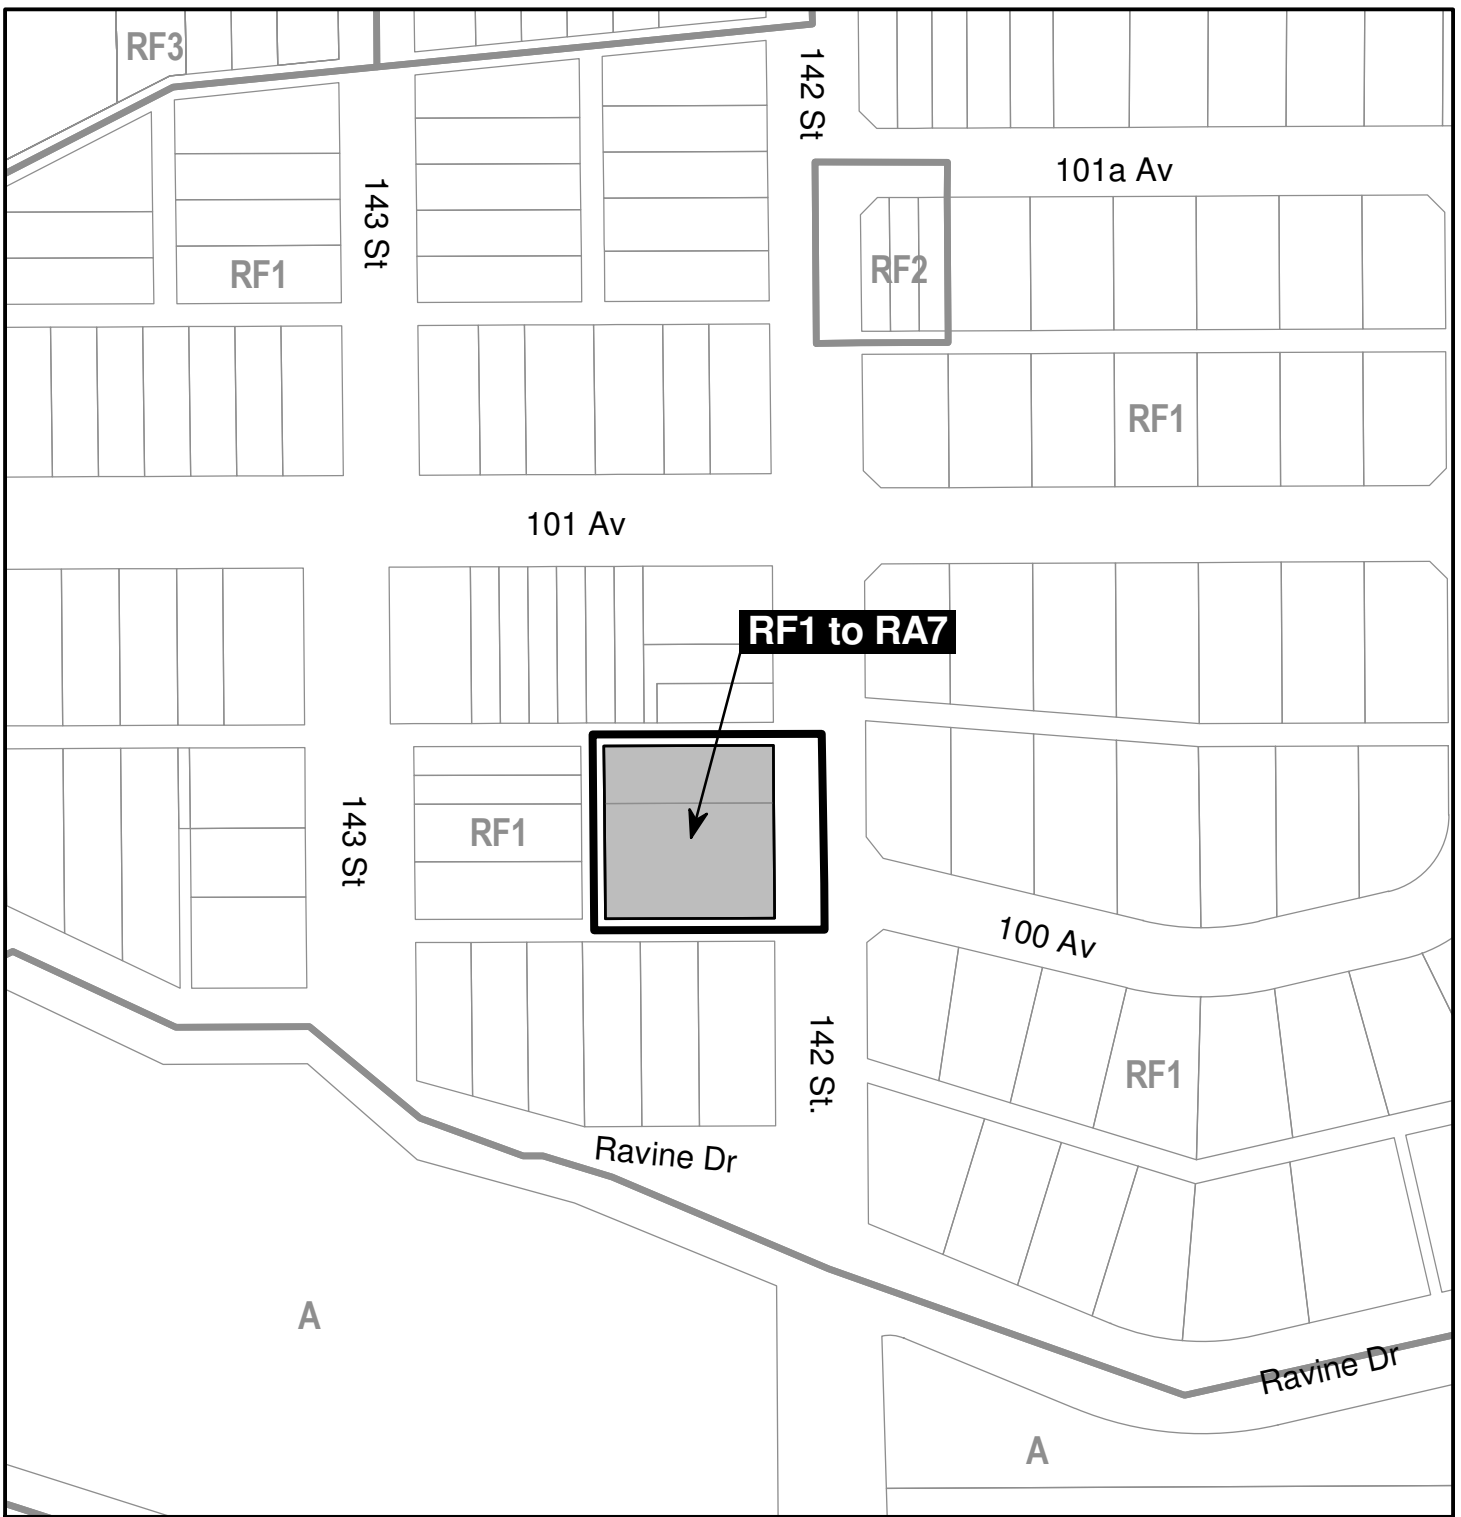 RF3
142 St
101a Av
143 St
RF1
RF2
RF1
101 Av
RF1 to RA7
143 St
RF1
100 Av
142 St.
RF1
Ravine Dr
A
Ravine Dr
A